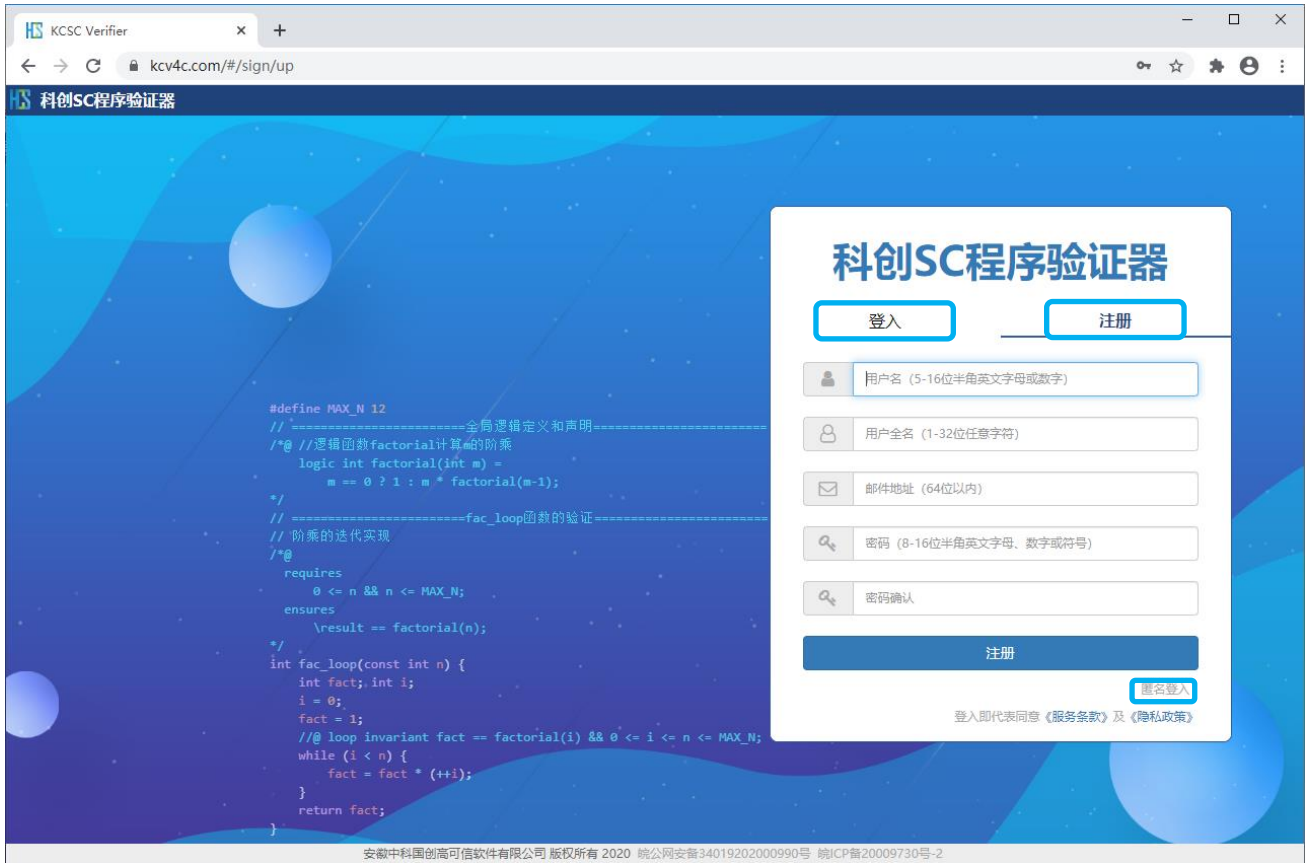 KCSC Verifier
kcv4c.com/#/sign/up
科创SC程序验证器
科创SC程序验证器
登入
注册
用户名（5-16位半角英文字母或数字）
用户全名（1-32位任意字符）
邮件地址（64位以内）
密码（8-16位半角英文字母、数字或符号）
密码确认
注册
匿名登入
登入即代表同意《服务条款》及《隐私政策》
#define MAX_N 12
// ========================全局逻辑定义和声明========================
/*@ //逻辑函数factorial计算m的阶乘
logic int factorial(int m) =
m == 0 ? 1 : m * factorial(m-1);
*/
// ========================fac_loop函数的验证========================
// 阶乘的迭代实现
/*@
requires
0 <= n && n <= MAX_N;
ensures
\result == factorial(n);
*/
int fac_loop(const int n) {
int fact; int i;
i = 0;
fact = 1;
//@ loop invariant fact == factorial(i) && 0 <= i <= n <= MAX_N;
while (i < n) {
fact = fact * (++i);
}
return fact;
}
安徽中科国创高可信软件有限公司 版权所有 2020 皖公网安备34019202000990号 皖ICP备20009730号-2